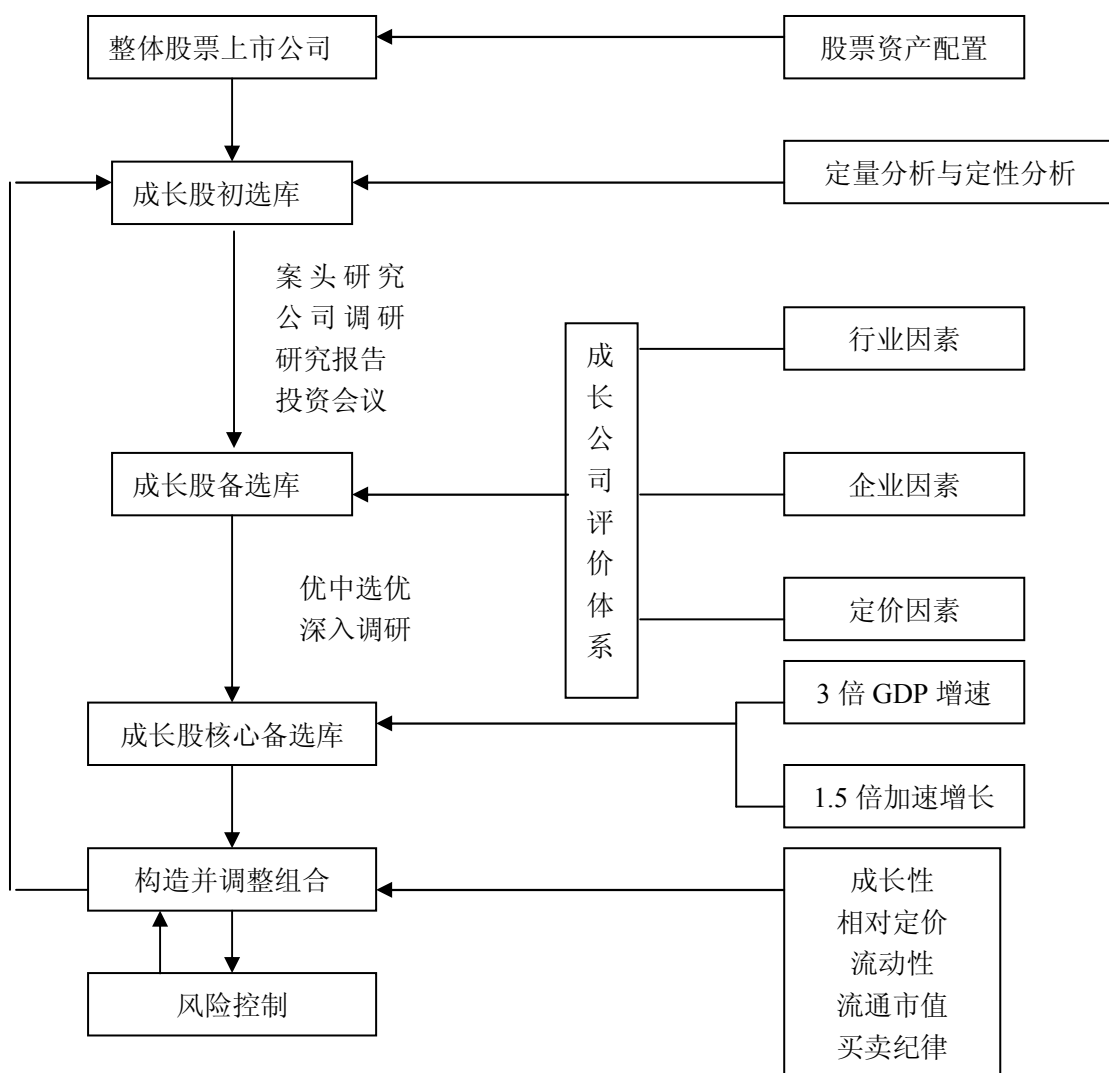 整体股票上市公司
股票资产配置
成长股初选库
定量分析与定性分析
案头研究
公司调研
研究报告
投资会议
成长公司评价体系
行业因素
成长股备选库
企业因素
优中选优
深入调研
定价因素
3 倍 GDP 增速
成长股核心备选库
1.5 倍加速增长
构造并调整组合
成长性
相对定价
流动性
流通市值
买卖纪律
风险控制